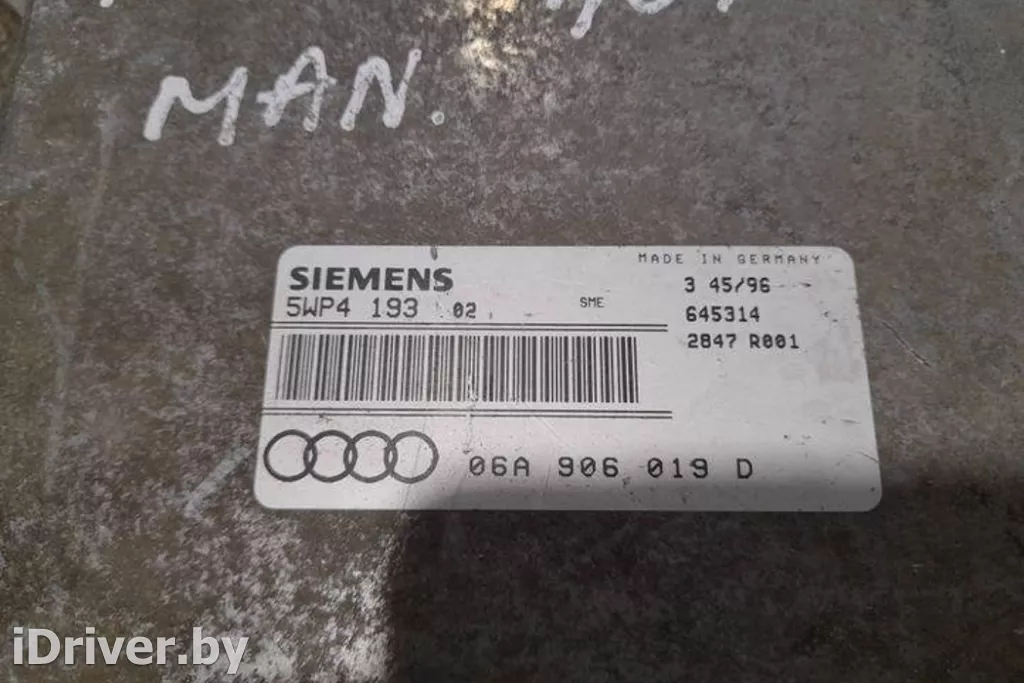 MAN.
MADE IN GERMANY
SIEMENS
3 45/96
5WP4 193 02 SME
645314
2847 R001
06A 906 019 D
iDriver.by